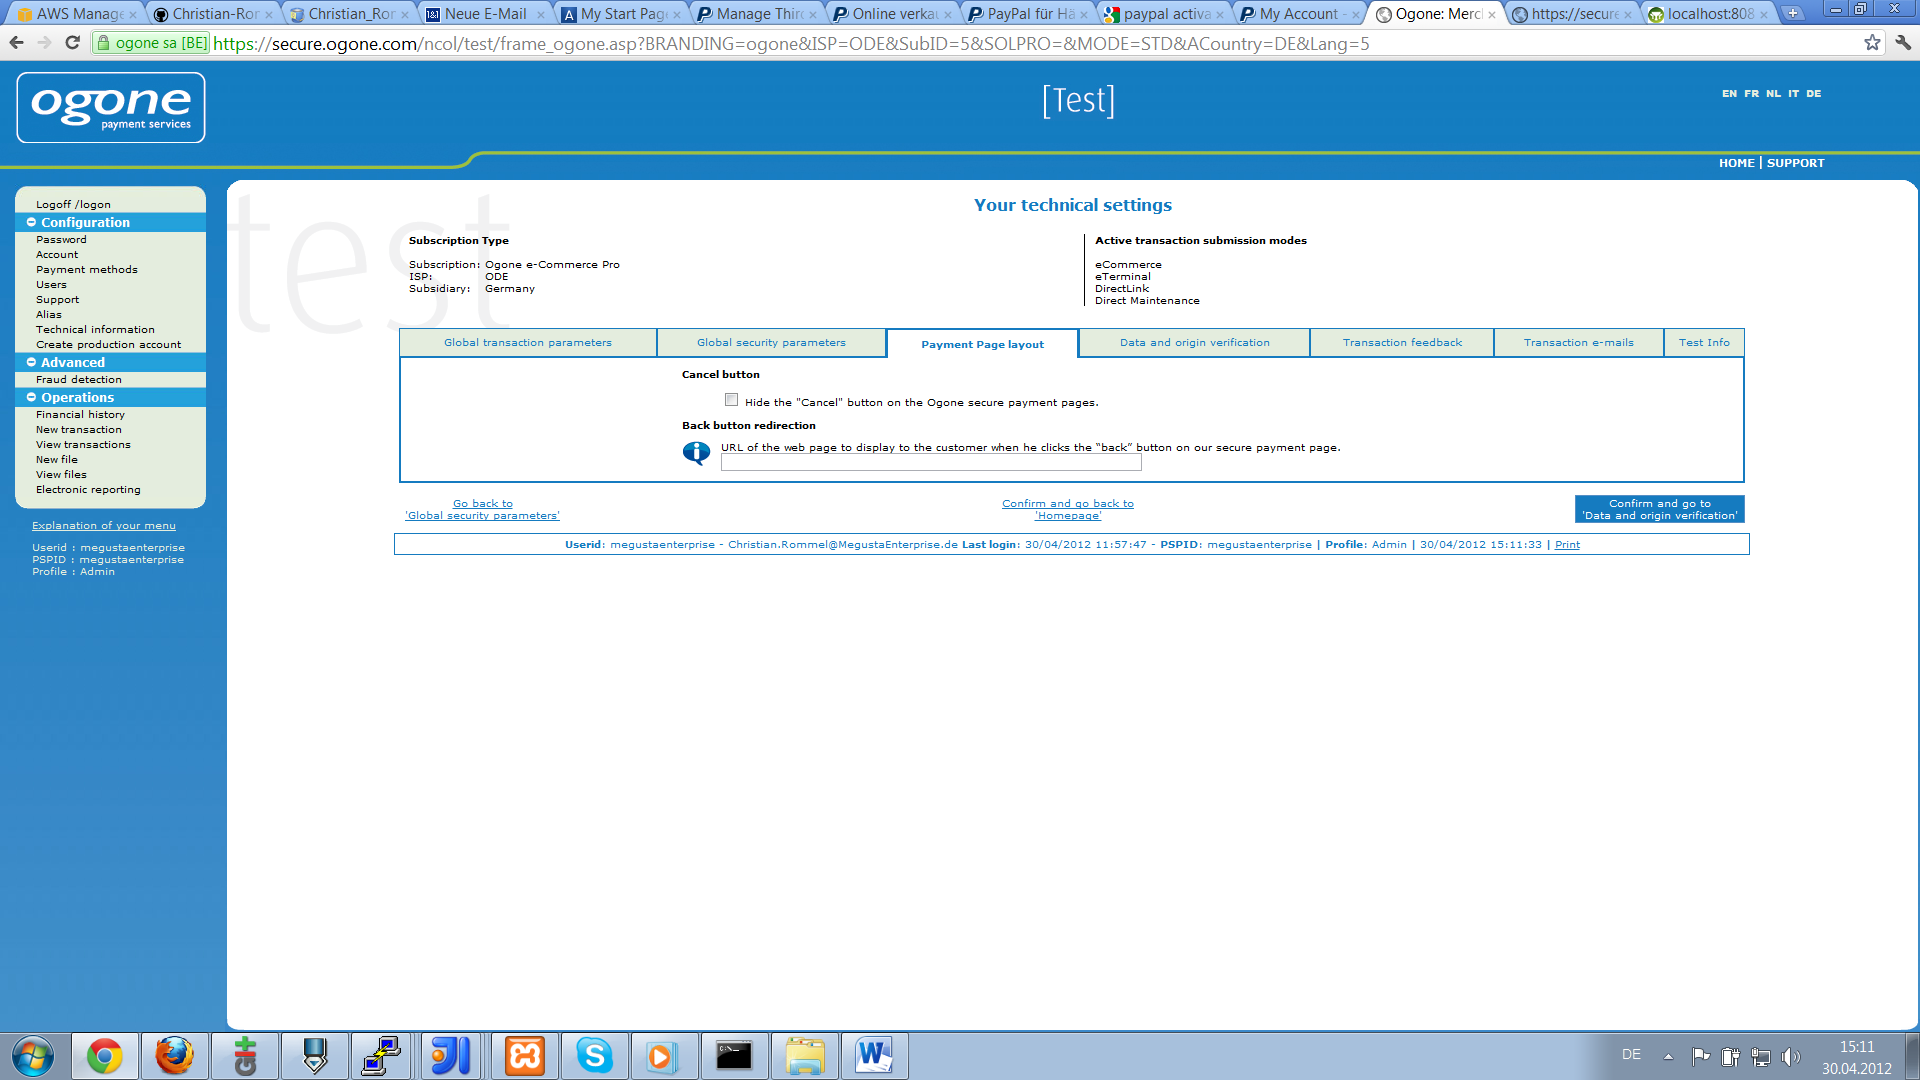 AWS Manage
Christian-Ror
Christian_Ror
Neue E-Mail
My Start Page
Manage Third
Online verkau
PayPal für Hä
paypal activa
My Account -
Ogone: Merch
https://secure
localhost:808
ogone sa [BE]
https://secure.ogone.com/ncol/test/frame_ogone.asp?BRANDING=ogone&ISP=ODE&SubID=5&SOLPRO=&MODE=STD&ACountry=DE&Lang=5
ogone
payment services
[Test]
EN FR NL IT DE
HOME | SUPPORT
Logoff /logon
Configuration
Password
Account
Payment methods
Users
Support
Alias
Technical information
Create production account
Advanced
Fraud detection
Operations
Financial history
New transaction
View transactions
New file
View files
Electronic reporting
Explanation of your menu
Userid : megustaenterprise
PSPID : megustaenterprise
Profile : Admin
test
Your technical settings
Subscription Type
Subscription: Ogone e-Commerce Pro
ISP: ODE
Subsidiary: Germany
Active transaction submission modes
eCommerce
eTerminal
DirectLink
Direct Maintenance
Global transaction parameters
Global security parameters
Payment Page layout
Data and origin verification
Transaction feedback
Transaction e-mails
Test Info
Cancel button
Hide the "Cancel" button on the Ogone secure payment pages.
Back button redirection
URL of the web page to display to the customer when he clicks the “back” button on our secure payment page.
Go back to
'Global security parameters'
Confirm and go back to
'Homepage'
Confirm and go to
'Data and origin verification'
Userid: megustaenterprise - Christian.Rommel@MegustaEnterprise.de Last login: 30/04/2012 11:57:47 - PSPID: megustaenterprise | Profile: Admin | 30/04/2012 15:11:33 | Print
DE
15:11
30.04.2012